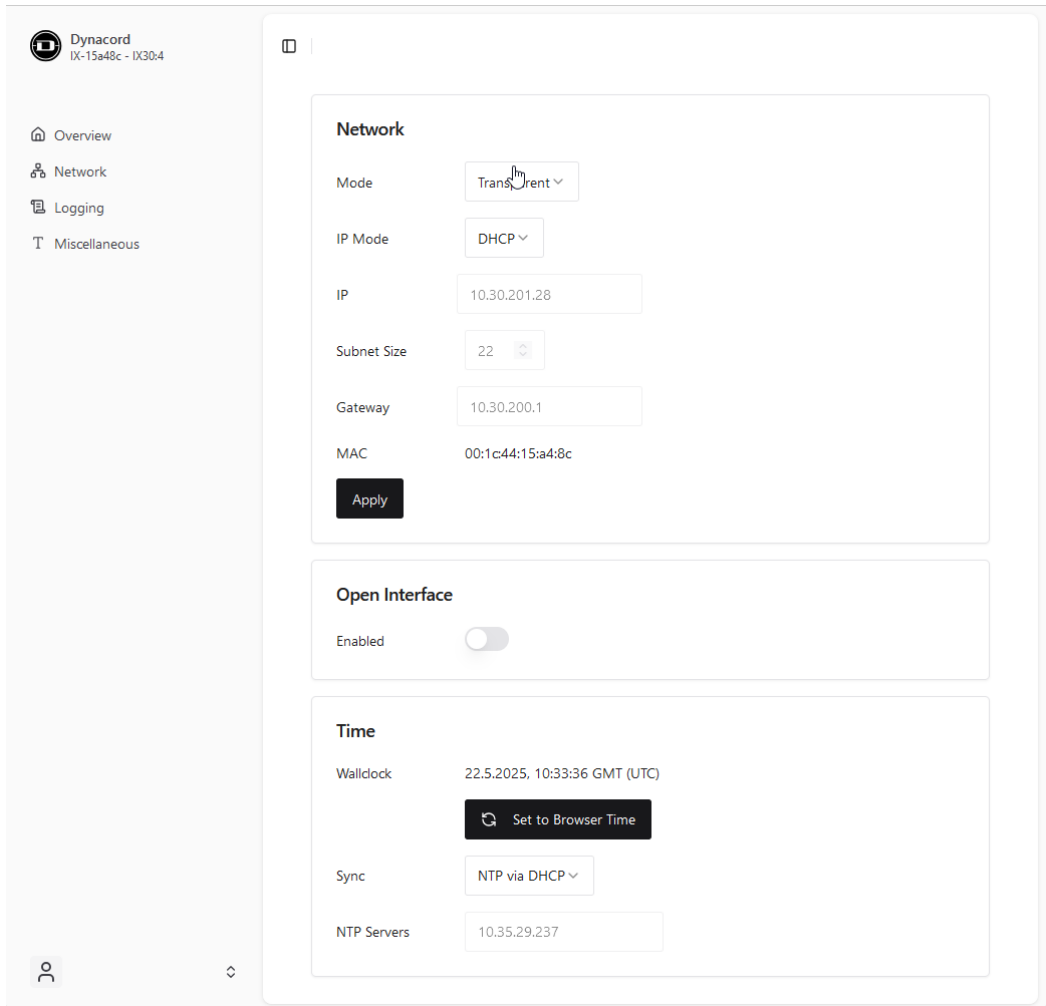 Dynacord
IX-15a48c - IX30:4
Overview
Network
Logging
Miscellaneous
Network
Mode Transparent
IP Mode DHCP
IP 10.30.201.28
Subnet Size 22
Gateway 10.30.200.1
MAC 00:1c:44:15:a4:8c
Apply
Open Interface
Enabled
Time
Wallclock 22.5.2025, 10:33:36 GMT (UTC)
Set to Browser Time
Sync NTP via DHCP
NTP Servers 10.35.29.237